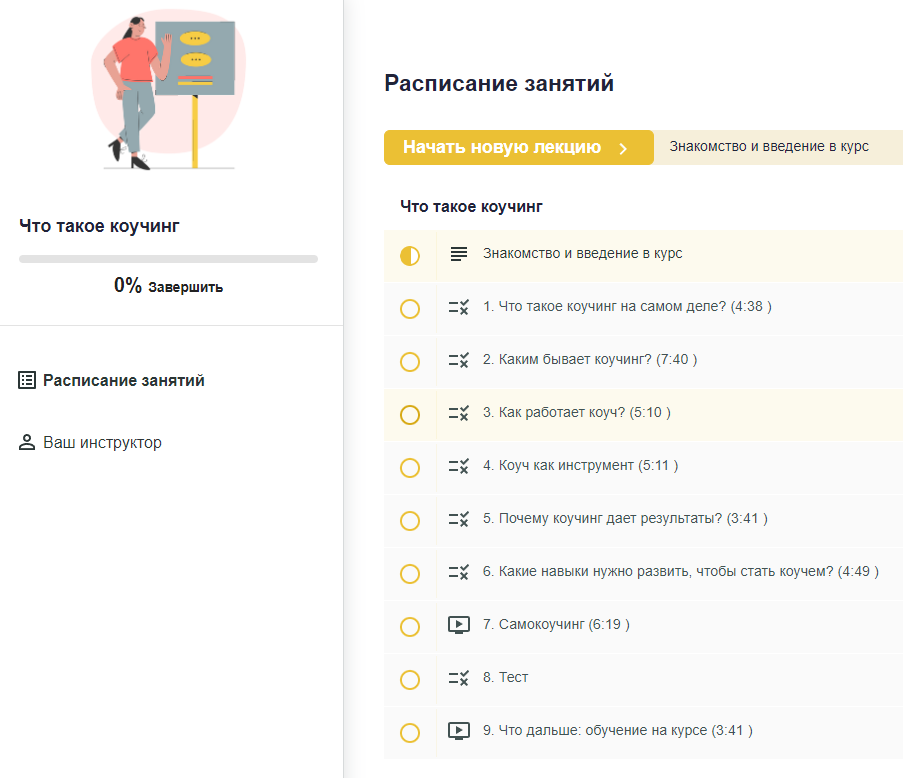 Что такое коучинг
0% Завершить
Расписание занятий
Ваш инструктор
Расписание занятий
Начать новую лекцию
Знакомство и введение в курс
Что такое коучинг
Знакомство и введение в курс
1. Что такое коучинг на самом деле? (4:38 )
2. Каким бывает коучинг? (7:40 )
3. Как работает коуч? (5:10 )
4. Коуч как инструмент (5:11 )
5. Почему коучинг дает результаты? (3:41 )
6. Какие навыки нужно развить, чтобы стать коучем? (4:49 )
7. Самокоучинг (6:19 )
8. Тест
9. Что дальше: обучение на курсе (3:41 )